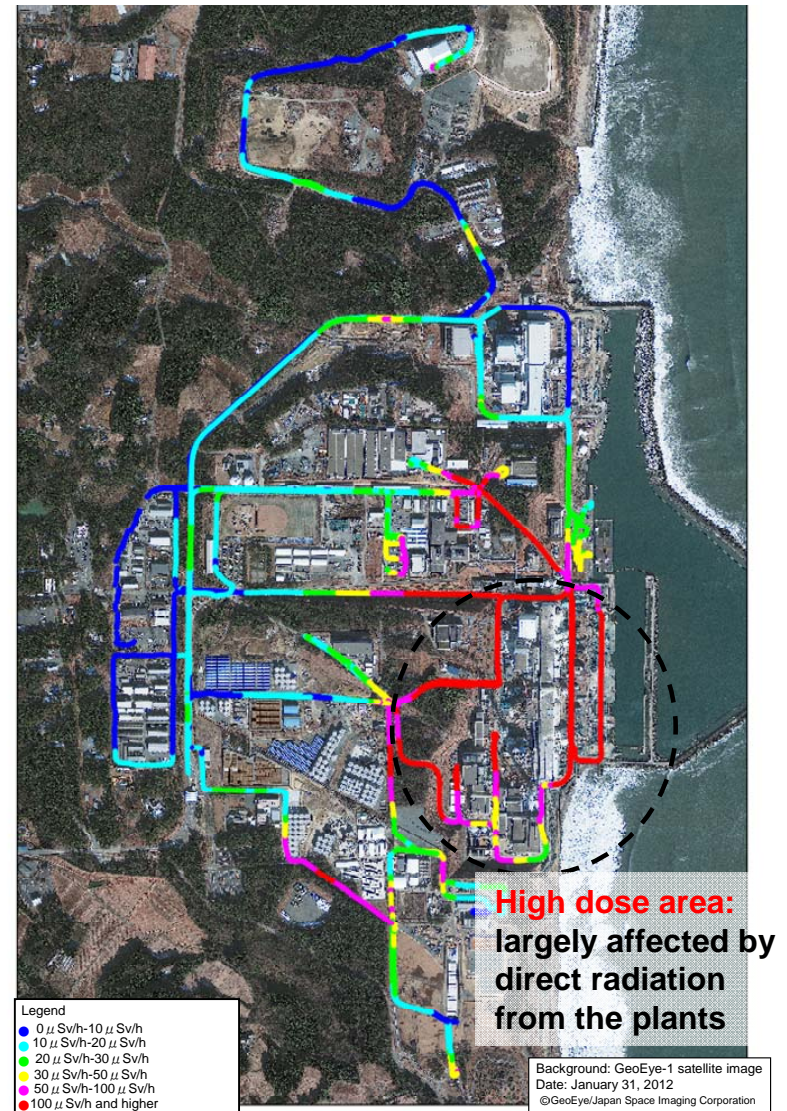 High dose area:
largely affected by
direct radiation
from the plants
Legend
0 μ Sv/h-10 μ Sv/h
10 μ Sv/h-20 μ Sv/h
20 μ Sv/h-30 μ Sv/h
30 μ Sv/h-50 μ Sv/h
50 μ Sv/h-100 μ Sv/h
100 μ Sv/h and higher
Background: GeoEye-1 satellite image
Date: January 31, 2012
©GeoEye/Japan Space Imaging Corporation